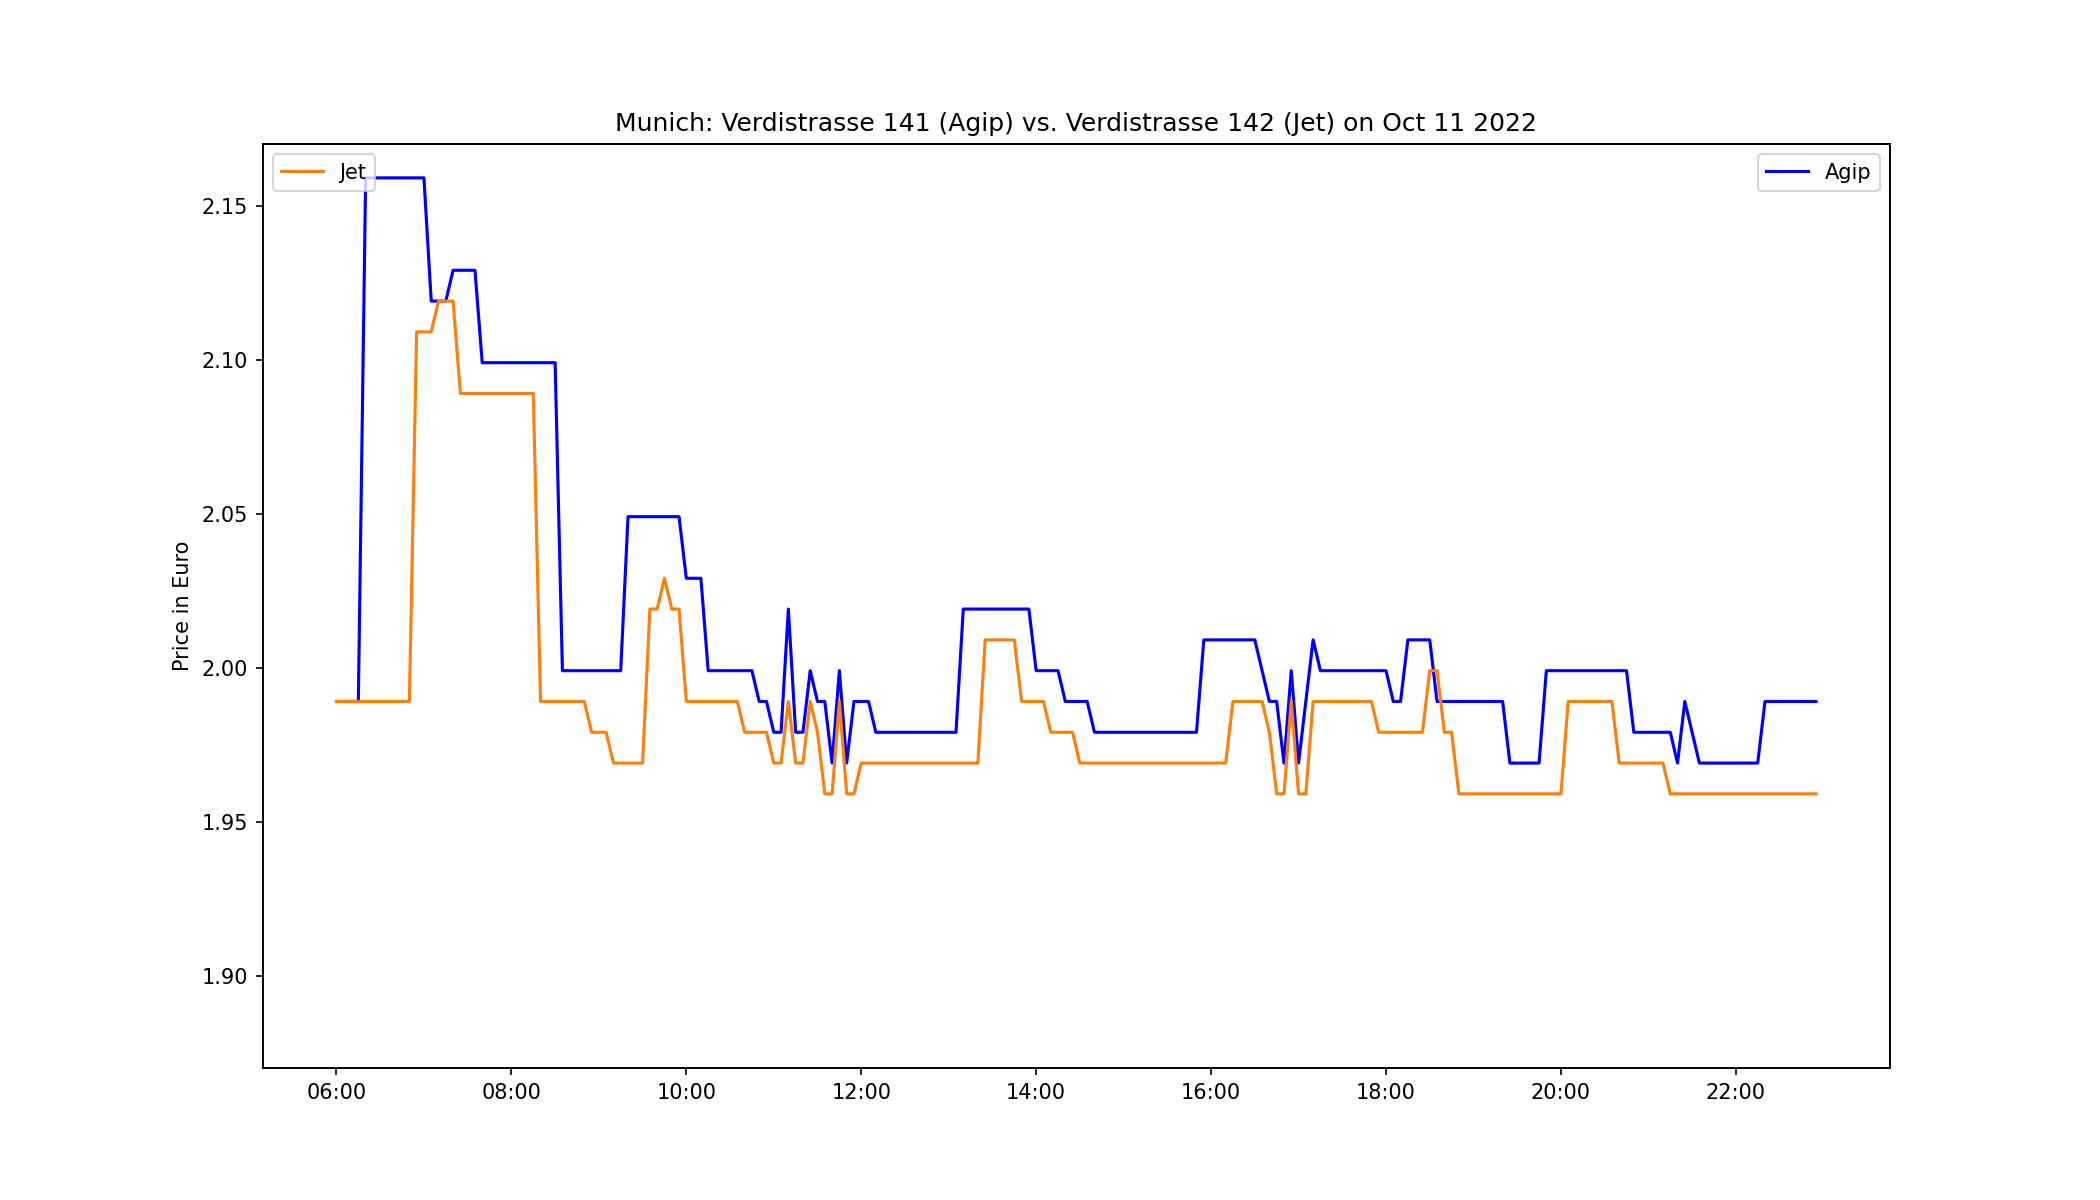 Munich: Verdistrasse 141 (Agip) vs. Verdistrasse 142 (Jet) on Oct 11 2022
Jet
Agip
Price in Euro
2.15
2.10
2.05
2.00
1.95
1.90
06:00 08:00 10:00 12:00 14:00 16:00 18:00 20:00 22:00